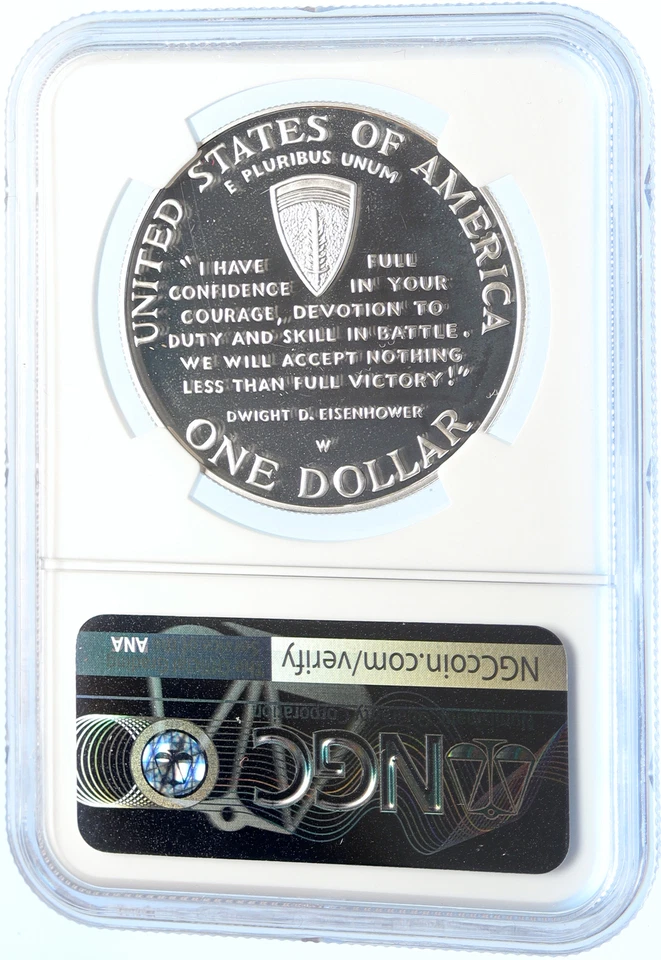 UNITED STATES OF AMERICA
E PLURIBUS UNUM
"I HAVE FULL
CONFIDENCE IN YOUR
COURAGE, DEVOTION TO
DUTY AND SKILL IN BATTLE.
WE WILL ACCEPT NOTHING
LESS THAN FULL VICTORY!"
DWIGHT D. EISENHOWER
W
ONE DOLLAR
NGCcoin.com/verify
ANA
NGC